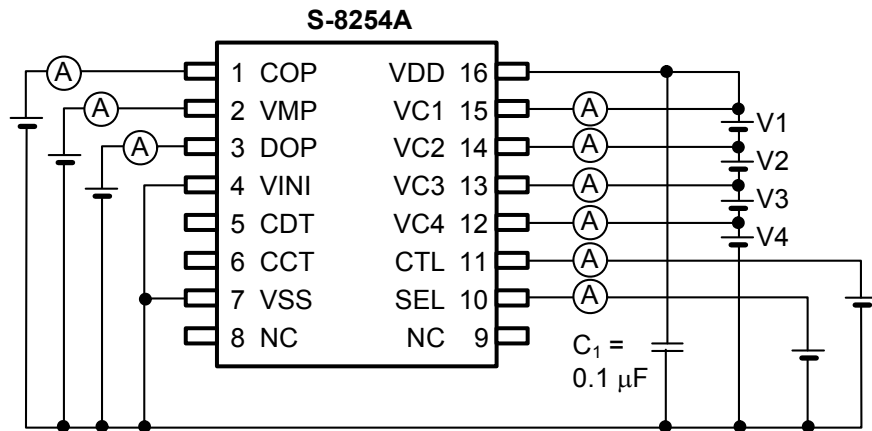 S-8254A
A
1 COP VDD 16
A
2 VMP VC1 15 A
V1
A
3 DOP VC2 14 A
V2
4 VINI VC3 13 A
V3
5 CDT VC4 12 A
V4
6 CCT CTL 11 A
7 VSS SEL 10 A
8 NC NC 9
C1 =
0.1 μF